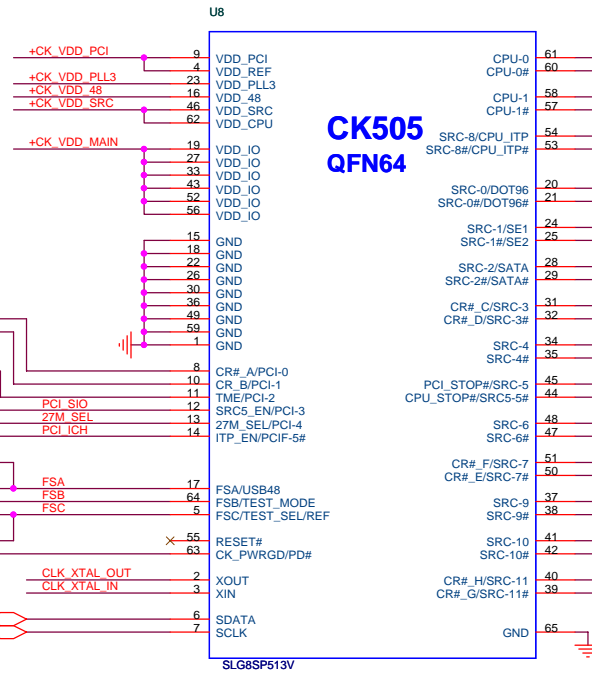 U8
+CK_VDD_PCI 9 VDD_PCI CPU-0 61
4 VDD_REF CPU-0# 60
+CK_VDD_PLL3 23 VDD_PLL3
+CK_VDD_48 16 VDD_48 CPU-1 58
+CK_VDD_SRC 46 VDD_SRC CPU-1# 57
62 VDD_CPU
CK505
QFN64
SRC-8/CPU_ITP 54
+CK_VDD_MAIN 19 VDD_IO SRC-8#/CPU_ITP# 53
27 VDD_IO
33 VDD_IO
43 VDD_IO SRC-0/DOT96 20
52 VDD_IO SRC-0#/DOT96# 21
56 VDD_IO
SRC-1/SE1 24
15 GND SRC-1#/SE2 25
18 GND
22 GND SRC-2/SATA 28
26 GND SRC-2#/SATA# 29
30 GND
36 GND CR#_C/SRC-3 31
49 GND CR#_D/SRC-3# 32
59 GND
1 GND SRC-4 34
SRC-4# 35
8 CR#_A/PCI-0
10 CR_B/PCI-1 PCI_STOP#/SRC-5 45
11 TME/PCI-2 CPU_STOP#/SRC5-5# 44
PCI_SIO 12 SRC5_EN/PCI-3
27M_SEL 13 27M_SEL/PCI-4 SRC-6 48
PCI_ICH 14 ITP_EN/PCIF-5# SRC-6# 47
CR#_F/SRC-7 51
CR#_E/SRC-7# 50
FSA 17 FSA/USB48
FSB 64 FSB/TEST_MODE SRC-9 37
FSC 5 FSC/TEST_SEL/REF SRC-9# 38
55 RESET# SRC-10 41
63 CK_PWRGD/PD# SRC-10# 42
CLK_XTAL_OUT 2 XOUT CR#_H/SRC-11 40
CLK_XTAL_IN 3 XIN CR#_G/SRC-11# 39
6 SDATA
7 SCLK GND 65
SLG8SP513V